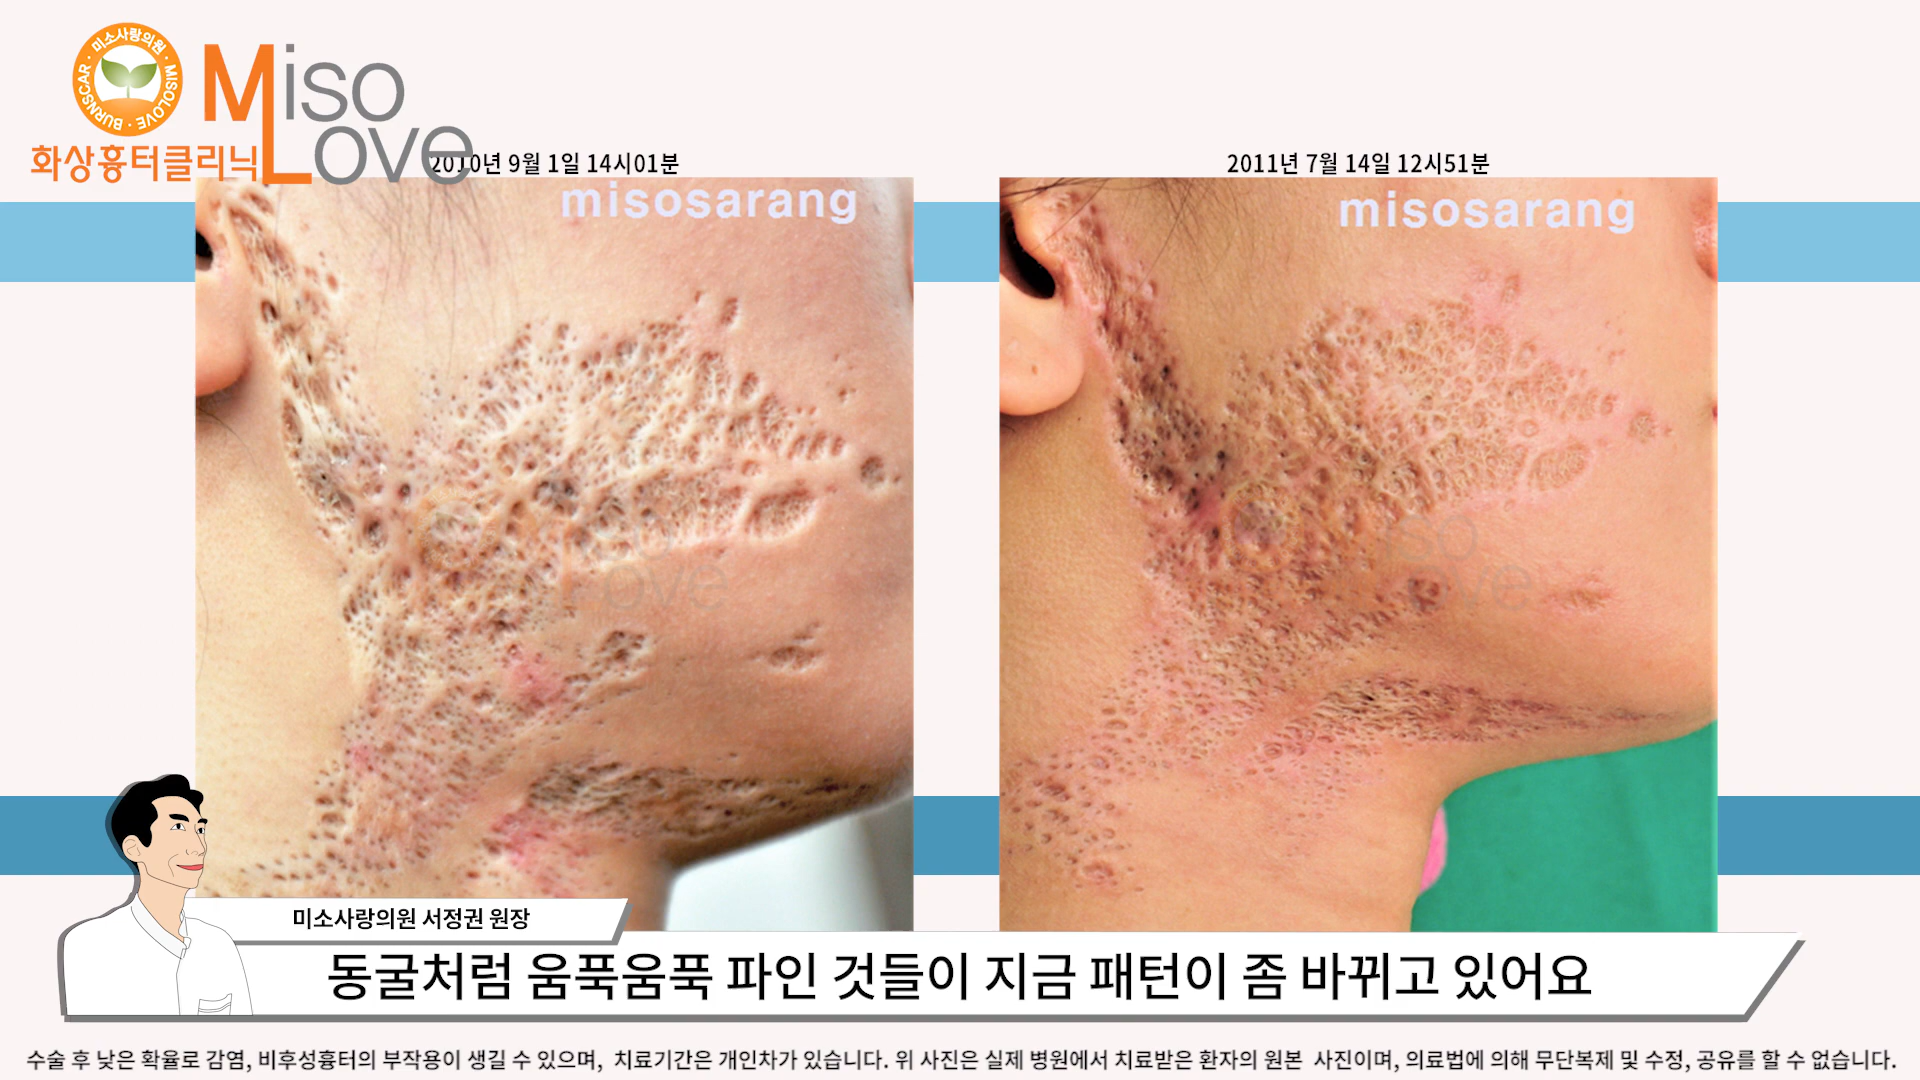 미소사랑의원 · MISOLOVE · BURNSCAR
Miso
Love
화상흉터클리닉
2010년 9월 1일 14시01분
2011년 7월 14일 12시51분
misosarang
misosarang
iso
ove
iso
ove
미소사랑의원 서정권 원장
동굴처럼 움푹움푹 파인 것들이 지금 패턴이 좀 바뀌고 있어요
수술 후 낮은 확율로 감염, 비후성흉터의 부작용이 생길 수 있으며, 치료기간은 개인차가 있습니다. 위 사진은 실제 병원에서 치료받은 환자의 원본 사진이며, 의료법에 의해 무단복제 및 수정, 공유를 할 수 없습니다.